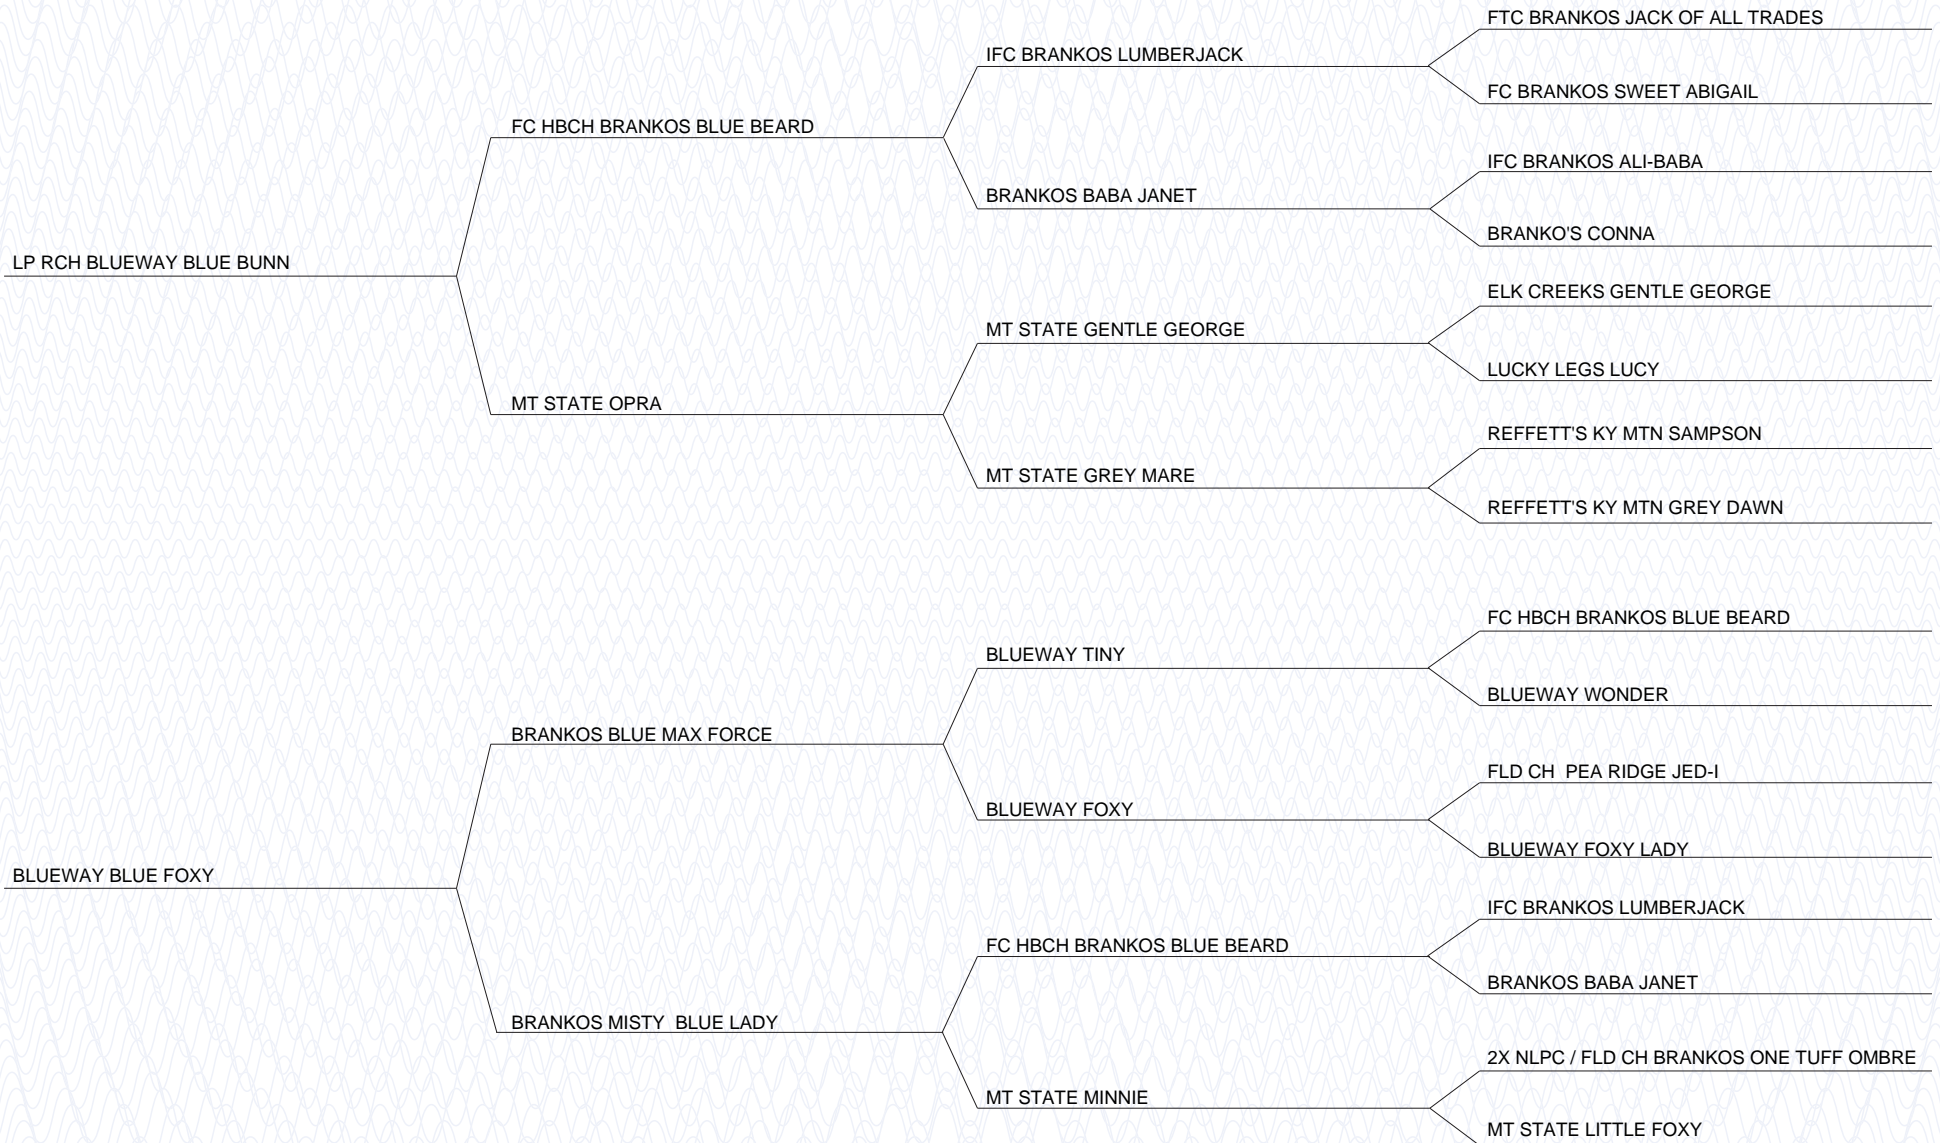 FTC BRANKOS JACK OF ALL TRADES
IFC BRANKOS LUMBERJACK
FC BRANKOS SWEET ABIGAIL
FC HBCH BRANKOS BLUE BEARD
IFC BRANKOS ALI-BABA
BRANKOS BABA JANET
BRANKO'S CONNA
LP RCH BLUEWAY BLUE BUNN
ELK CREEKS GENTLE GEORGE
MT STATE GENTLE GEORGE
LUCKY LEGS LUCY
MT STATE OPRA
REFFETT'S KY MTN SAMPSON
MT STATE GREY MARE
REFFETT'S KY MTN GREY DAWN
FC HBCH BRANKOS BLUE BEARD
BLUEWAY TINY
BLUEWAY WONDER
BRANKOS BLUE MAX FORCE
FLD CH  PEA RIDGE JED-I
BLUEWAY FOXY
BLUEWAY FOXY LADY
BLUEWAY BLUE FOXY
IFC BRANKOS LUMBERJACK
FC HBCH BRANKOS BLUE BEARD
BRANKOS BABA JANET
BRANKOS MISTY  BLUE LADY
2X NLPC / FLD CH BRANKOS ONE TUFF OMBRE
MT STATE MINNIE
MT STATE LITTLE FOXY